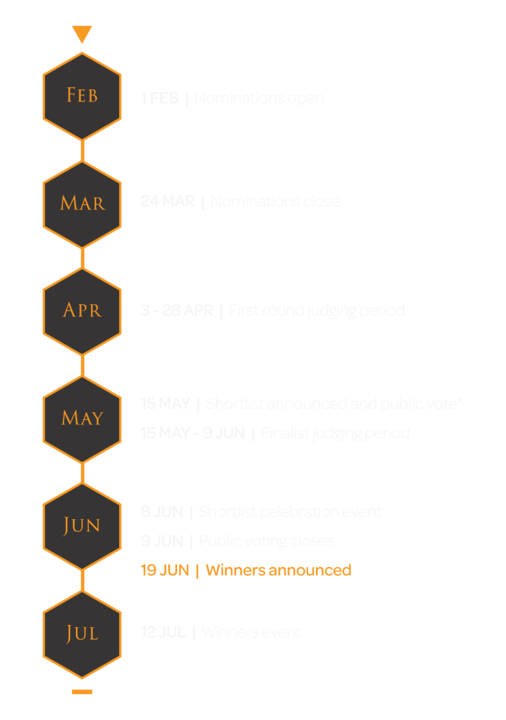 FEB
1 FEB | Nominations open
MAR
24 MAR | Nominations close
APR
3 - 28 APR | First round judging period
MAY
15 MAY | Shortlist announced and public vote*
15 MAY - 9 JUN | Finalist judging period
JUN
8 JUN | Shortlist celebration event
9 JUN | Public voting closes
19 JUN | Winners announced
JUL
12 JUL | Winners event